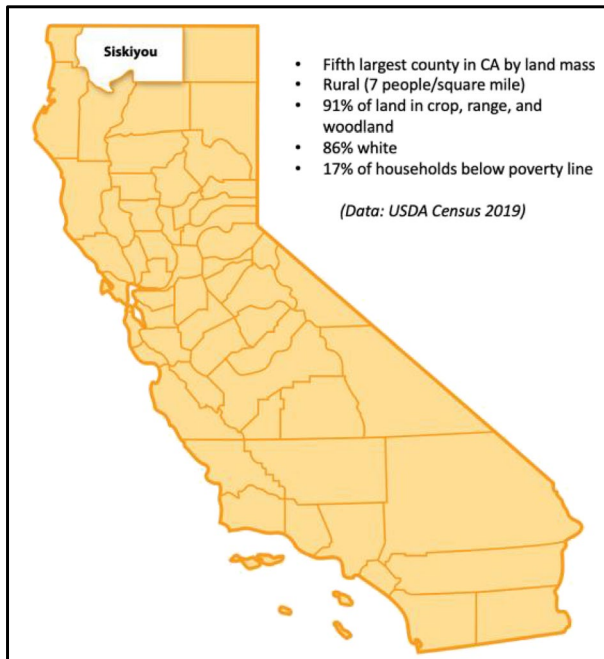 Siskiyou
• Fifth largest county in CA by land mass
• Rural (7 people/square mile)
• 91% of land in crop, range, and
woodland
• 86% white
• 17% of households below poverty line
(Data: USDA Census 2019)